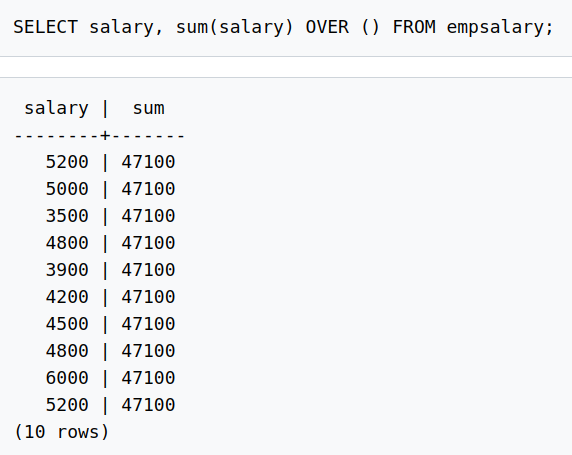 SELECT salary, sum(salary) OVER () FROM empsalary;
 salary |  sum
--------+-------
   5200 | 47100
   5000 | 47100
   3500 | 47100
   4800 | 47100
   3900 | 47100
   4200 | 47100
   4500 | 47100
   4800 | 47100
   6000 | 47100
   5200 | 47100
(10 rows)